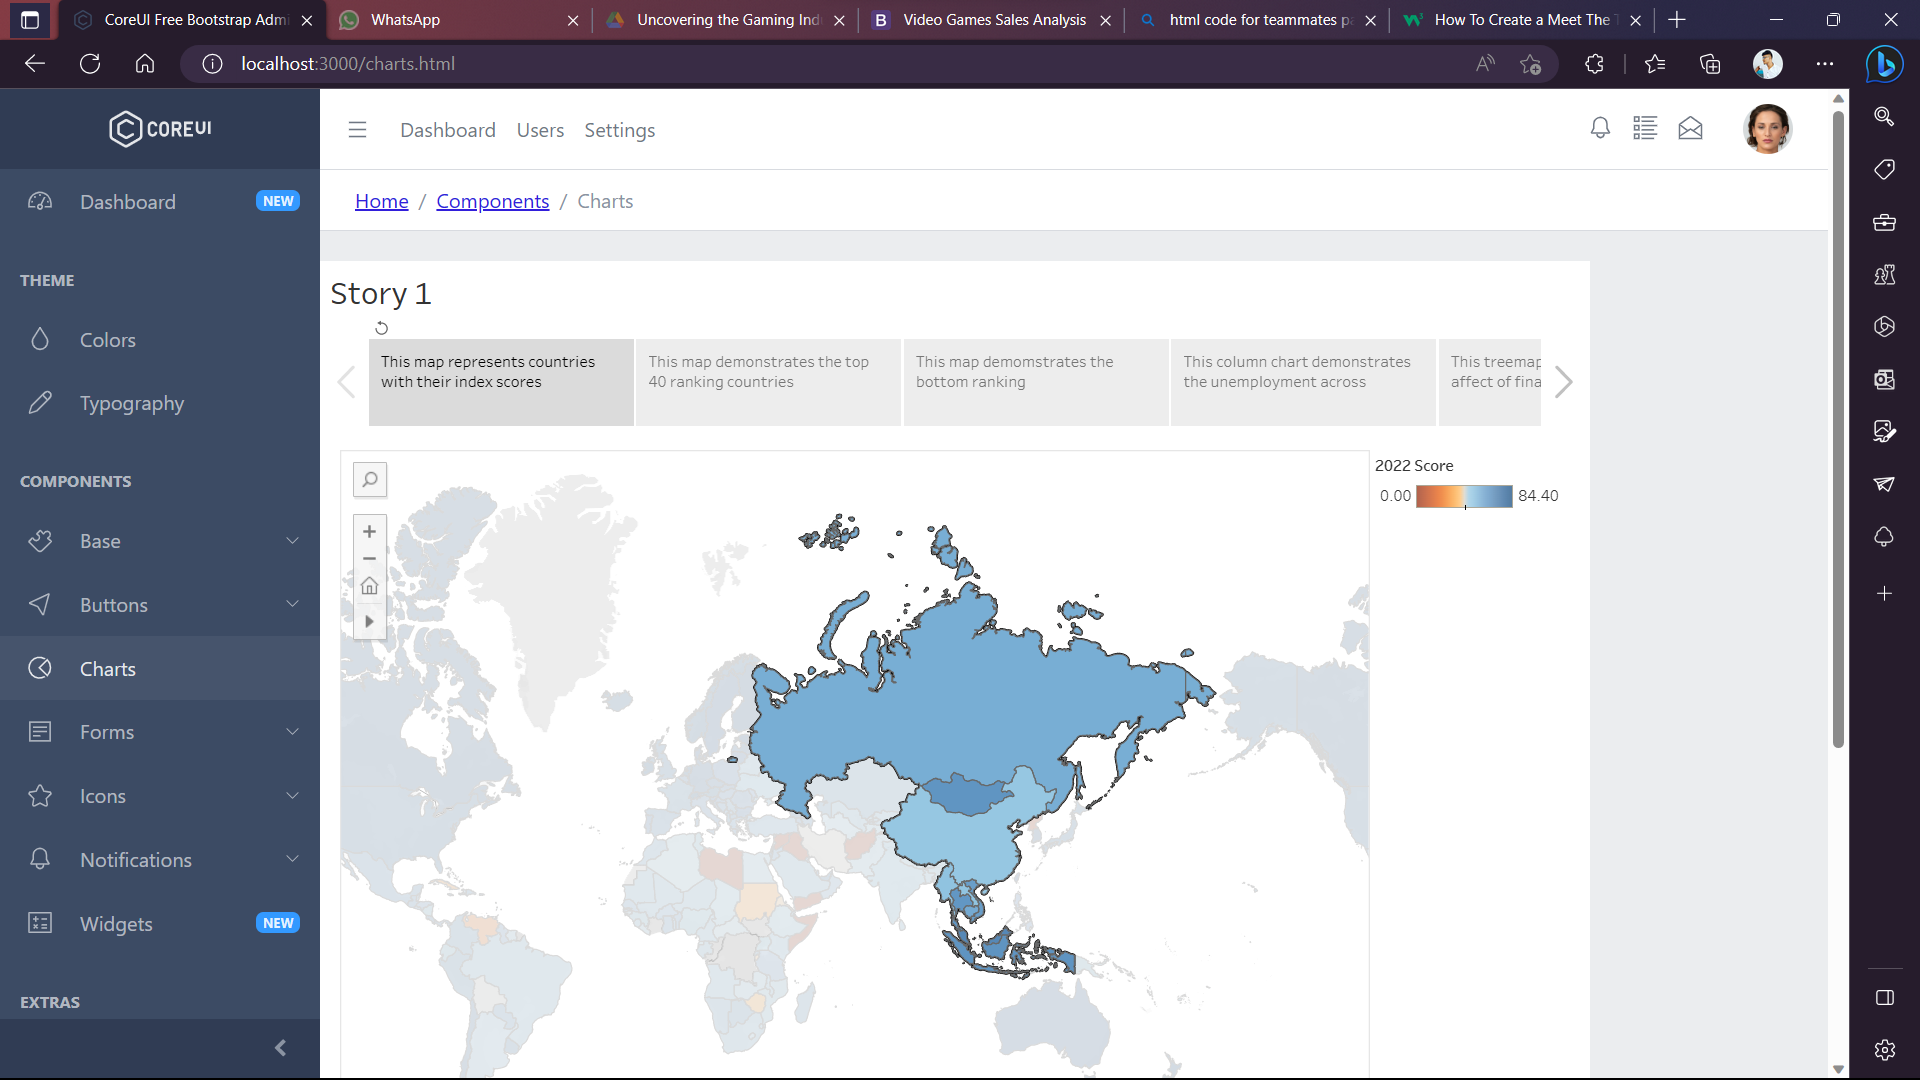 CoreUI Free Bootstrap Admi
WhatsApp
Uncovering the Gaming Ind
Video Games Sales Analysis
html code for teammates pa
How To Create a Meet The T
localhost:3000/charts.html
COREUI
Dashboard
Users
Settings
Dashboard
NEW
Home / Components / Charts
THEME
Colors
Typography
COMPONENTS
Base
Buttons
Charts
Forms
Icons
Notifications
Widgets
NEW
EXTRAS
Story 1
This map represents countries
with their index scores
This map demonstrates the top
40 ranking countries
This map demomstrates the
bottom ranking
This column chart demonstrates
the unemployment across
This treemap
affect of fina
2022 Score
0.00
84.40